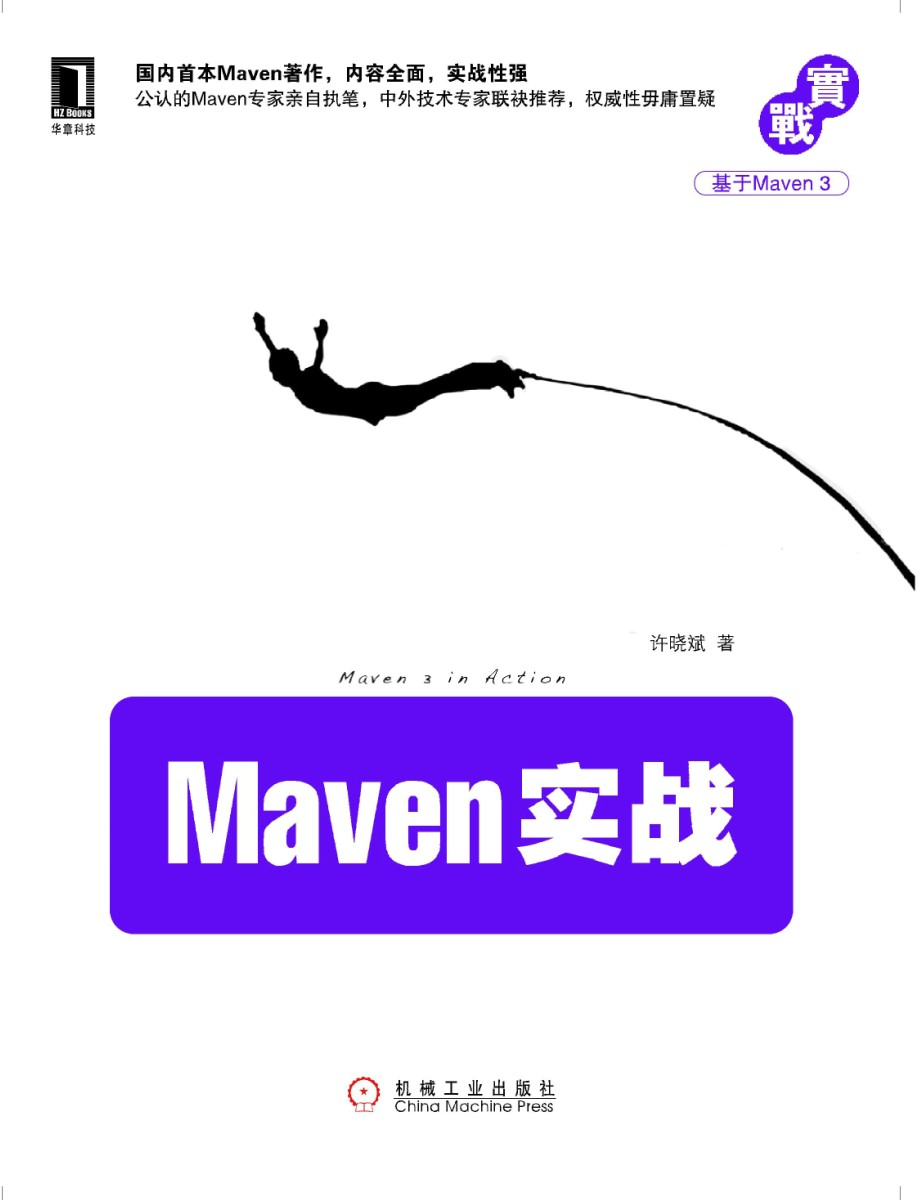 国内首本Maven著作，内容全面，实战性强
公认的Maven专家亲自执笔，中外技术专家联袂推荐，权威性毋庸置疑
HZ Books
华章科技
實
戰
基于Maven 3
许晓斌 著
Maven 3 in Action
Maven实战
机械工业出版社
China Machine Press